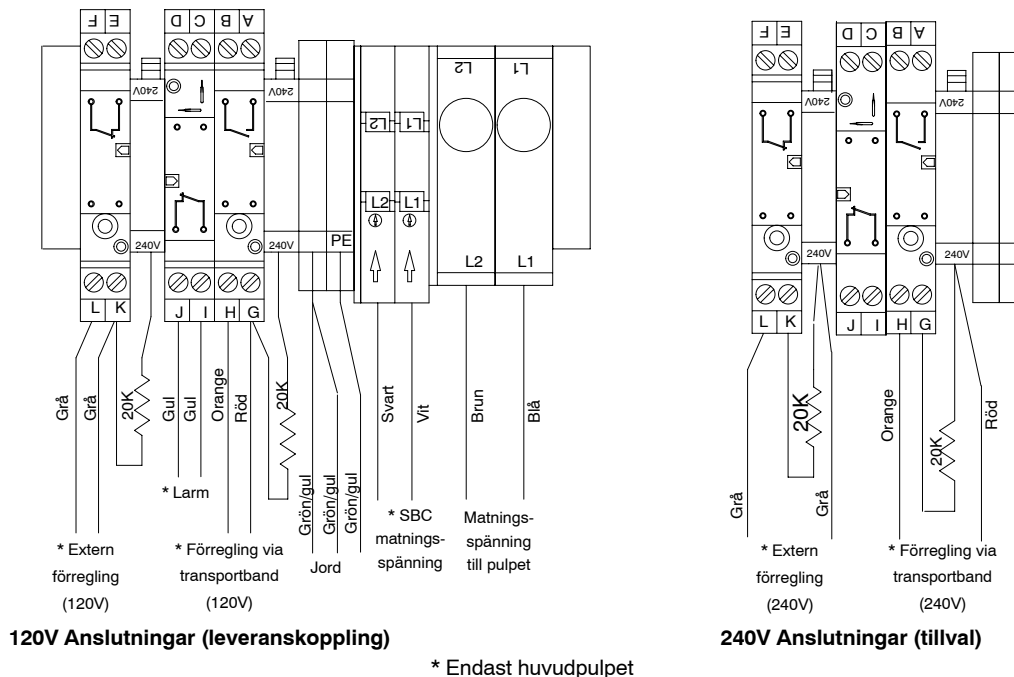 F E D C B A
240V 240V
L2 L1
L2 L1
L2 L1
240V 240V PE
L2 L1
L K J I H G
Grå
Grå
20K
Gul
Gul
Orange
Röd
20K
Grön/gul
Grön/gul
Grön/gul
Svart
Vit
Brun
Blå
* Larm
* Extern
förregling
(120V)
* Förregling via
transportband
(120V)
Jord
* SBC
matnings-
spänning
Matnings-
spänning
till pulpet
120V Anslutningar (leveranskoppling)
F E D C B A
240V 240V
240V 240V
L K J I H G
Grå
20K
Grå
Orange
20K
Röd
* Extern
förregling
(240V)
* Förregling via
transportband
(240V)
240V Anslutningar (tillval)
* Endast huvudpulpet